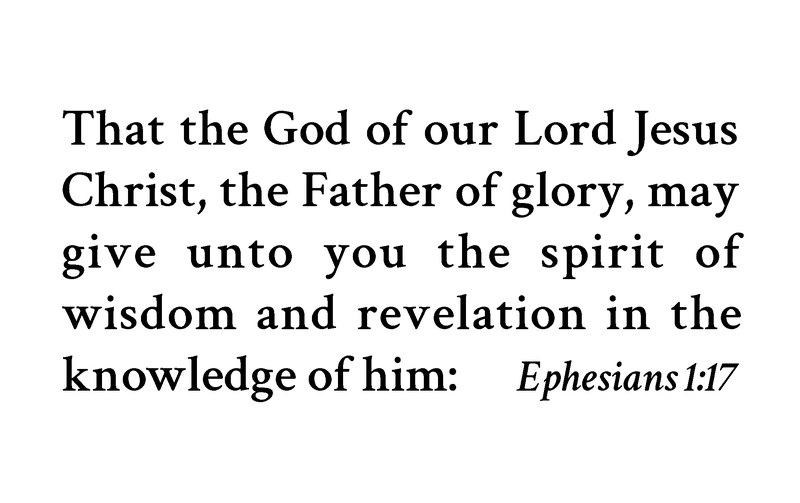 That the God of our Lord Jesus
Christ, the Father of glory, may
give unto you the spirit of
wisdom and revelation in the
knowledge of him: Ephesians 1:17